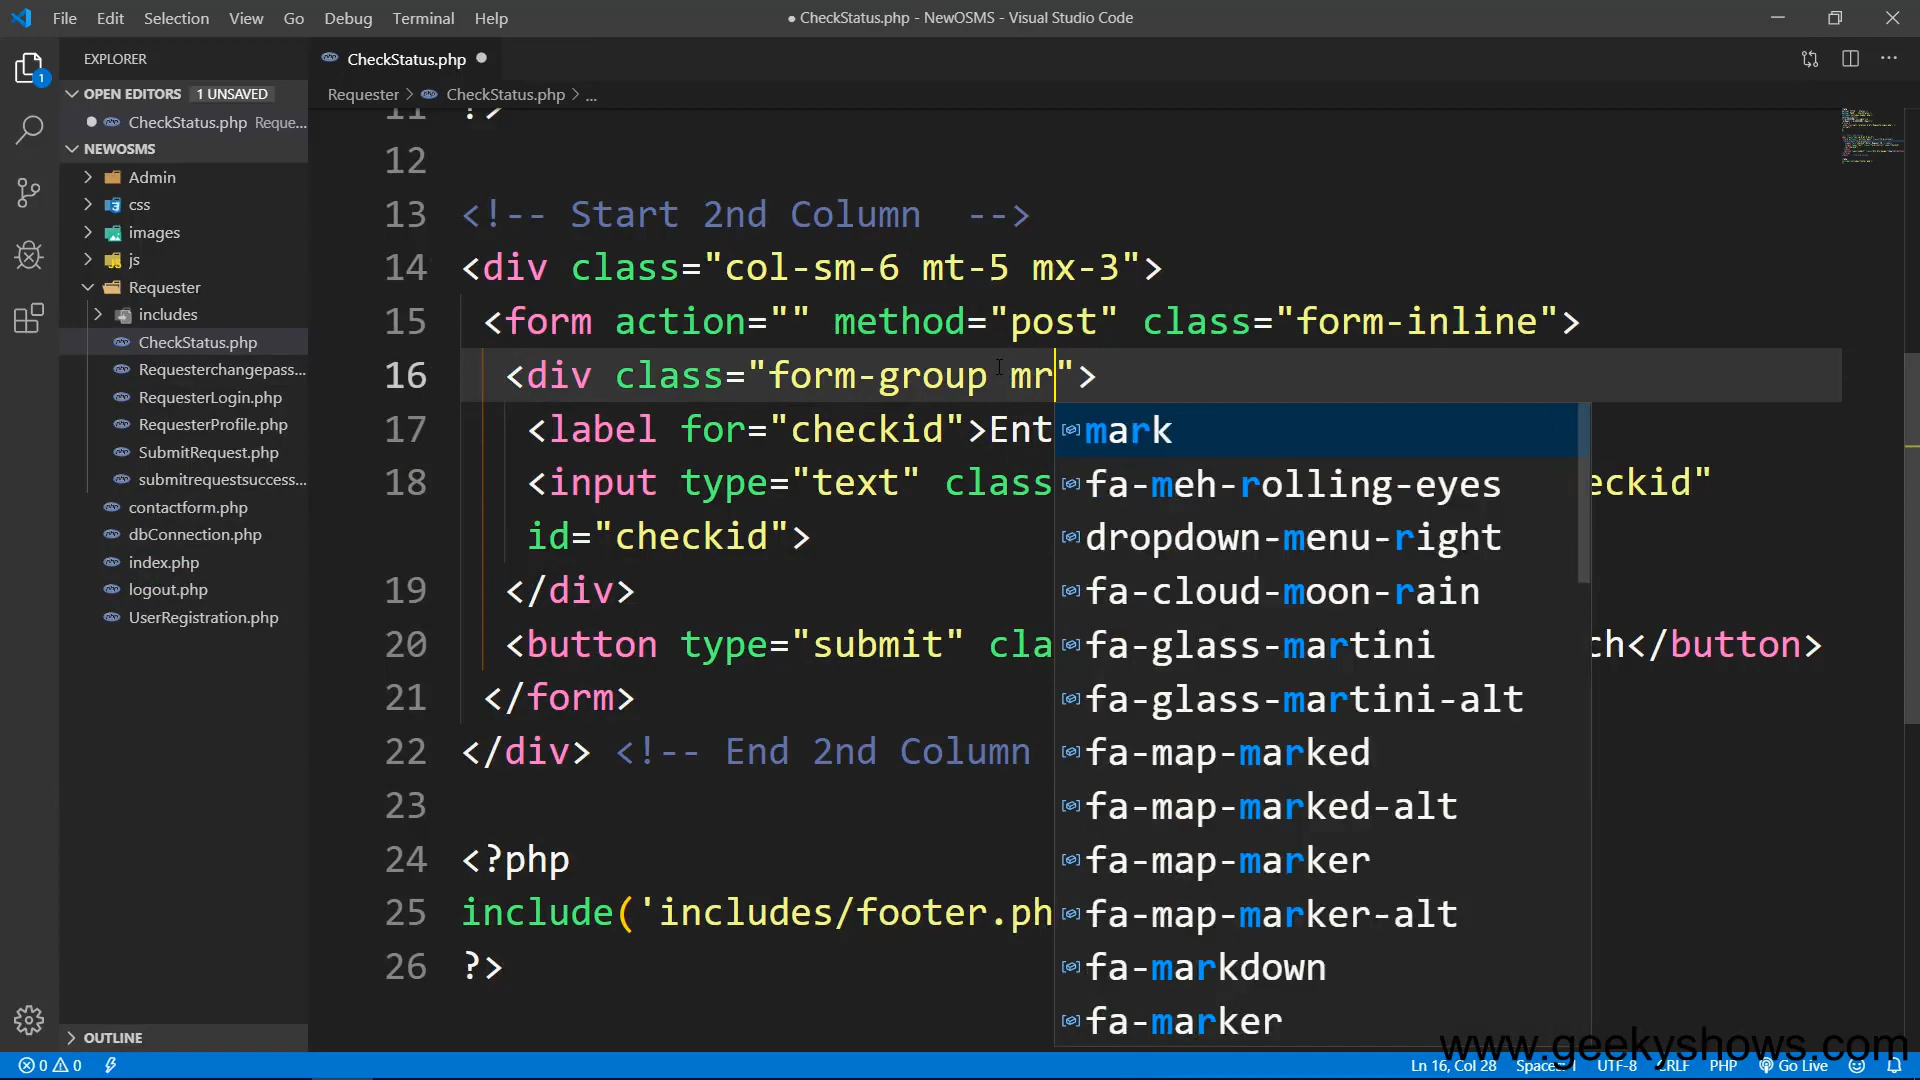 File Edit Selection View Go Debug Terminal Help
● CheckStatus.php - NewOSMS - Visual Studio Code
EXPLORER
OPEN EDITORS 1 UNSAVED
CheckStatus.php Reque...
NEWOSMS
Admin
css
images
js
Requester
includes
CheckStatus.php
Requesterchangepass...
RequesterLogin.php
RequesterProfile.php
SubmitRequest.php
submitrequestsuccess...
contactform.php
dbConnection.php
index.php
logout.php
UserRegistration.php
OUTLINE
CheckStatus.php
Requester > CheckStatus.php > ...
11 ?>
12
13 <!-- Start 2nd Column -->
14 <div class="col-sm-6 mt-5 mx-3">
15 <form action="" method="post" class="form-inline">
16 <div class="form-group mr">
17 <label for="checkid">Ent
18 <input type="text" class eckid"
id="checkid">
19 </div>
20 <button type="submit" cla ch</button>
21 </form>
22 </div> <!-- End 2nd Column
23
24 <?php
25 include('includes/footer.ph
26 ?>
mark
fa-meh-rolling-eyes
dropdown-menu-right
fa-cloud-moon-rain
fa-glass-martini
fa-glass-martini-alt
fa-map-marked
fa-map-marked-alt
fa-map-marker
fa-map-marker-alt
fa-markdown
fa-marker
www.geekyshows.com
1
0 0
Ln 16, Col 28 UTF-8 CRLF PHP Go Live